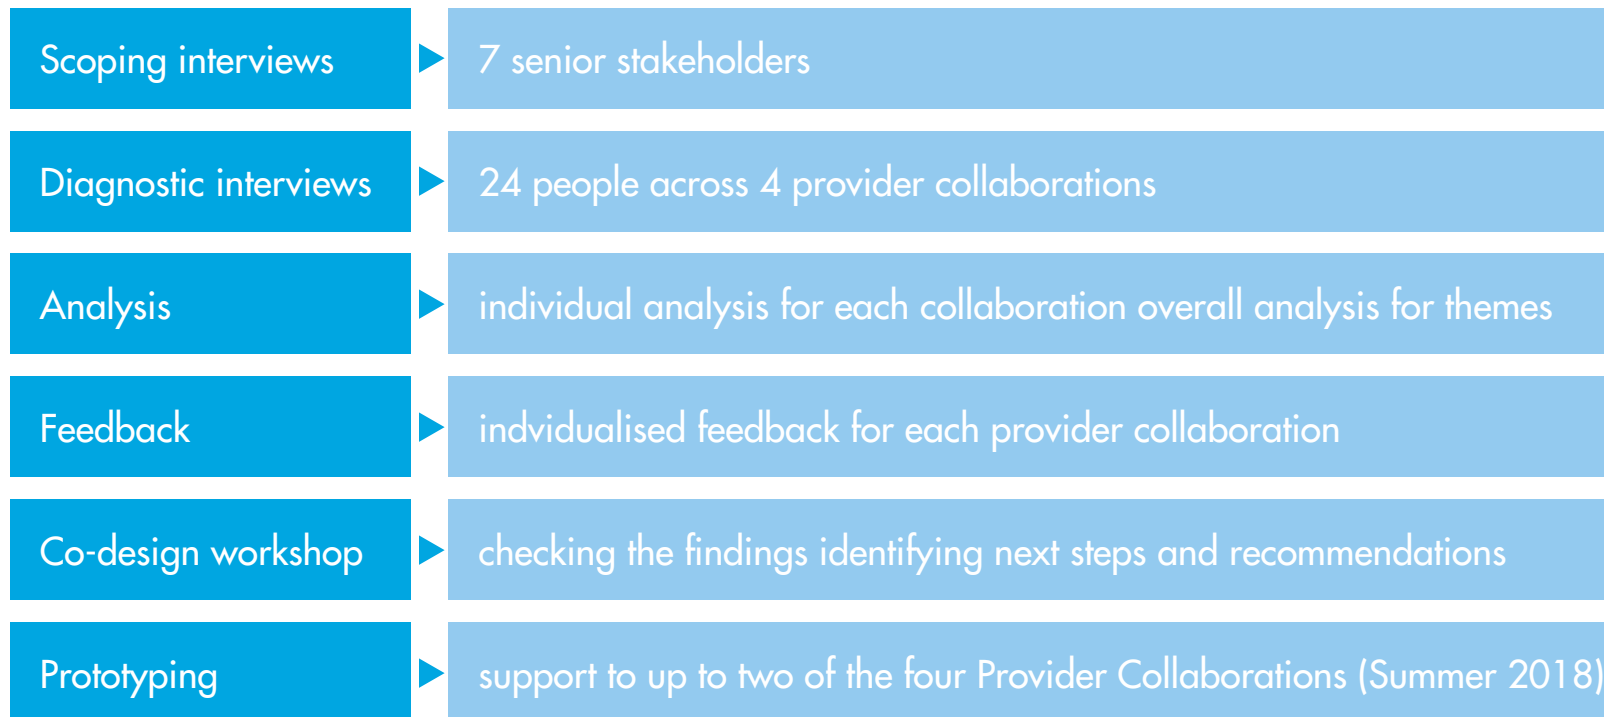 Scoping interviews
7 senior stakeholders
Diagnostic interviews
24 people across 4 provider collaborations
Analysis
individual analysis for each collaboration overall analysis for themes
Feedback
indvidualised feedback for each provider collaboration
Co-design workshop
checking the findings identifying next steps and recommendations
Prototyping
support to up to two of the four Provider Collaborations (Summer 2018)